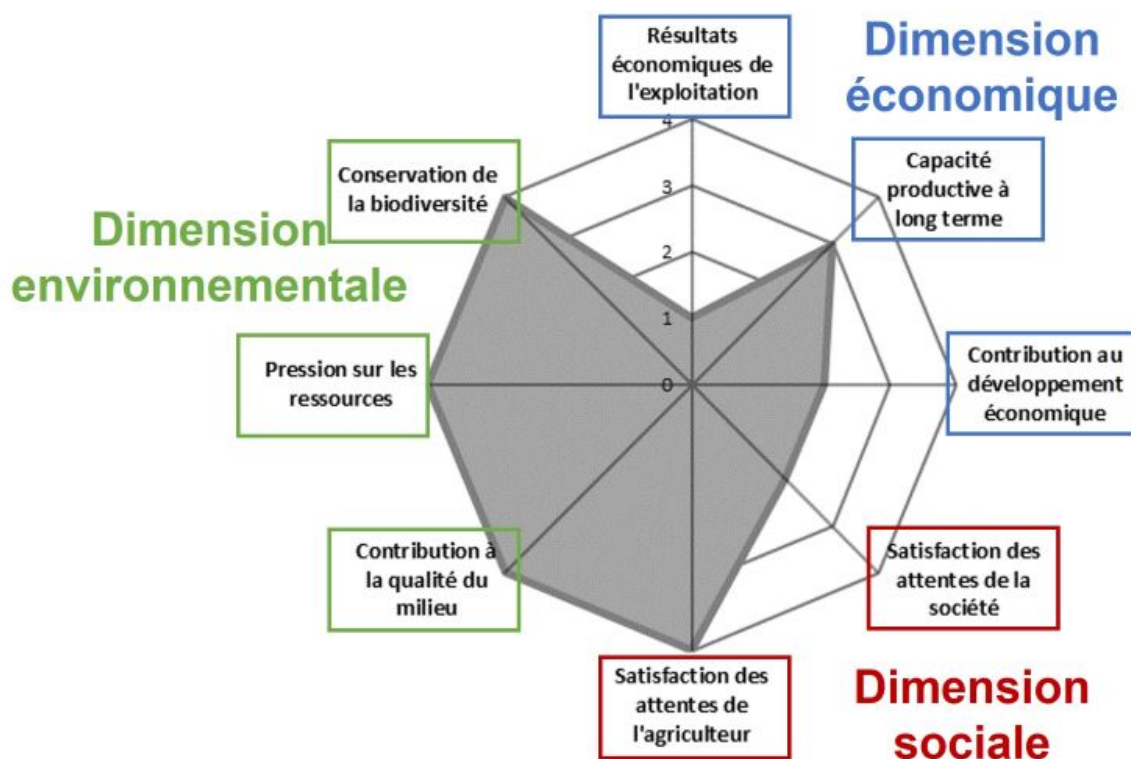 Résultats
économiques de
l'exploitation
Dimension
économique
4
Conservation de
la biodiversité
Capacité
productive à
long terme
3
Dimension
environnementale
2
1
Pression sur les
ressources
0
Contribution au
développement
économique
Contribution à
la qualité du
milieu
Satisfaction des
attentes de la
société
Satisfaction des
attentes de
l'agriculteur
Dimension
sociale